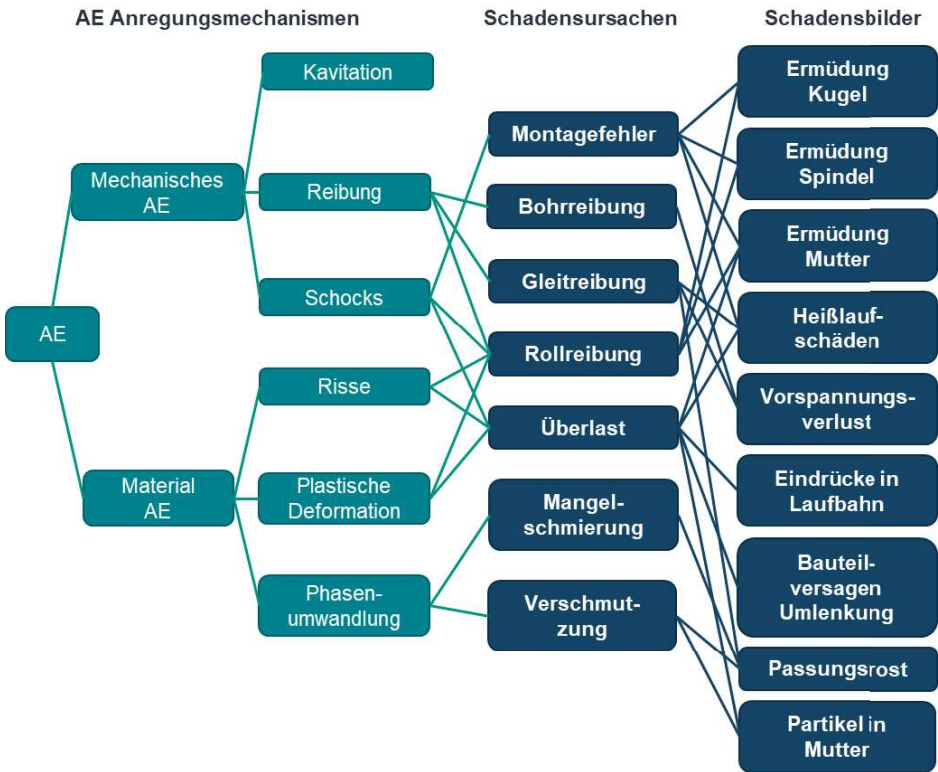 AE Anregungsmechanismen
Schadensursachen
Schadensbilder
AE
Mechanisches
AE
Material
AE
Kavitation
Reibung
Schocks
Risse
Plastische
Deformation
Phasen-
umwandlung
Montagefehler
Bohrreibung
Gleitreibung
Rollreibung
Überlast
Mangel-
schmierung
Verschmut-
zung
Ermüdung
Kugel
Ermüdung
Spindel
Ermüdung
Mutter
Heißlauf-
schäden
Vorspannungs-
verlust
Eindrücke in
Laufbahn
Bauteil-
versagen
Umlenkung
Passungsrost
Partikel in
Mutter